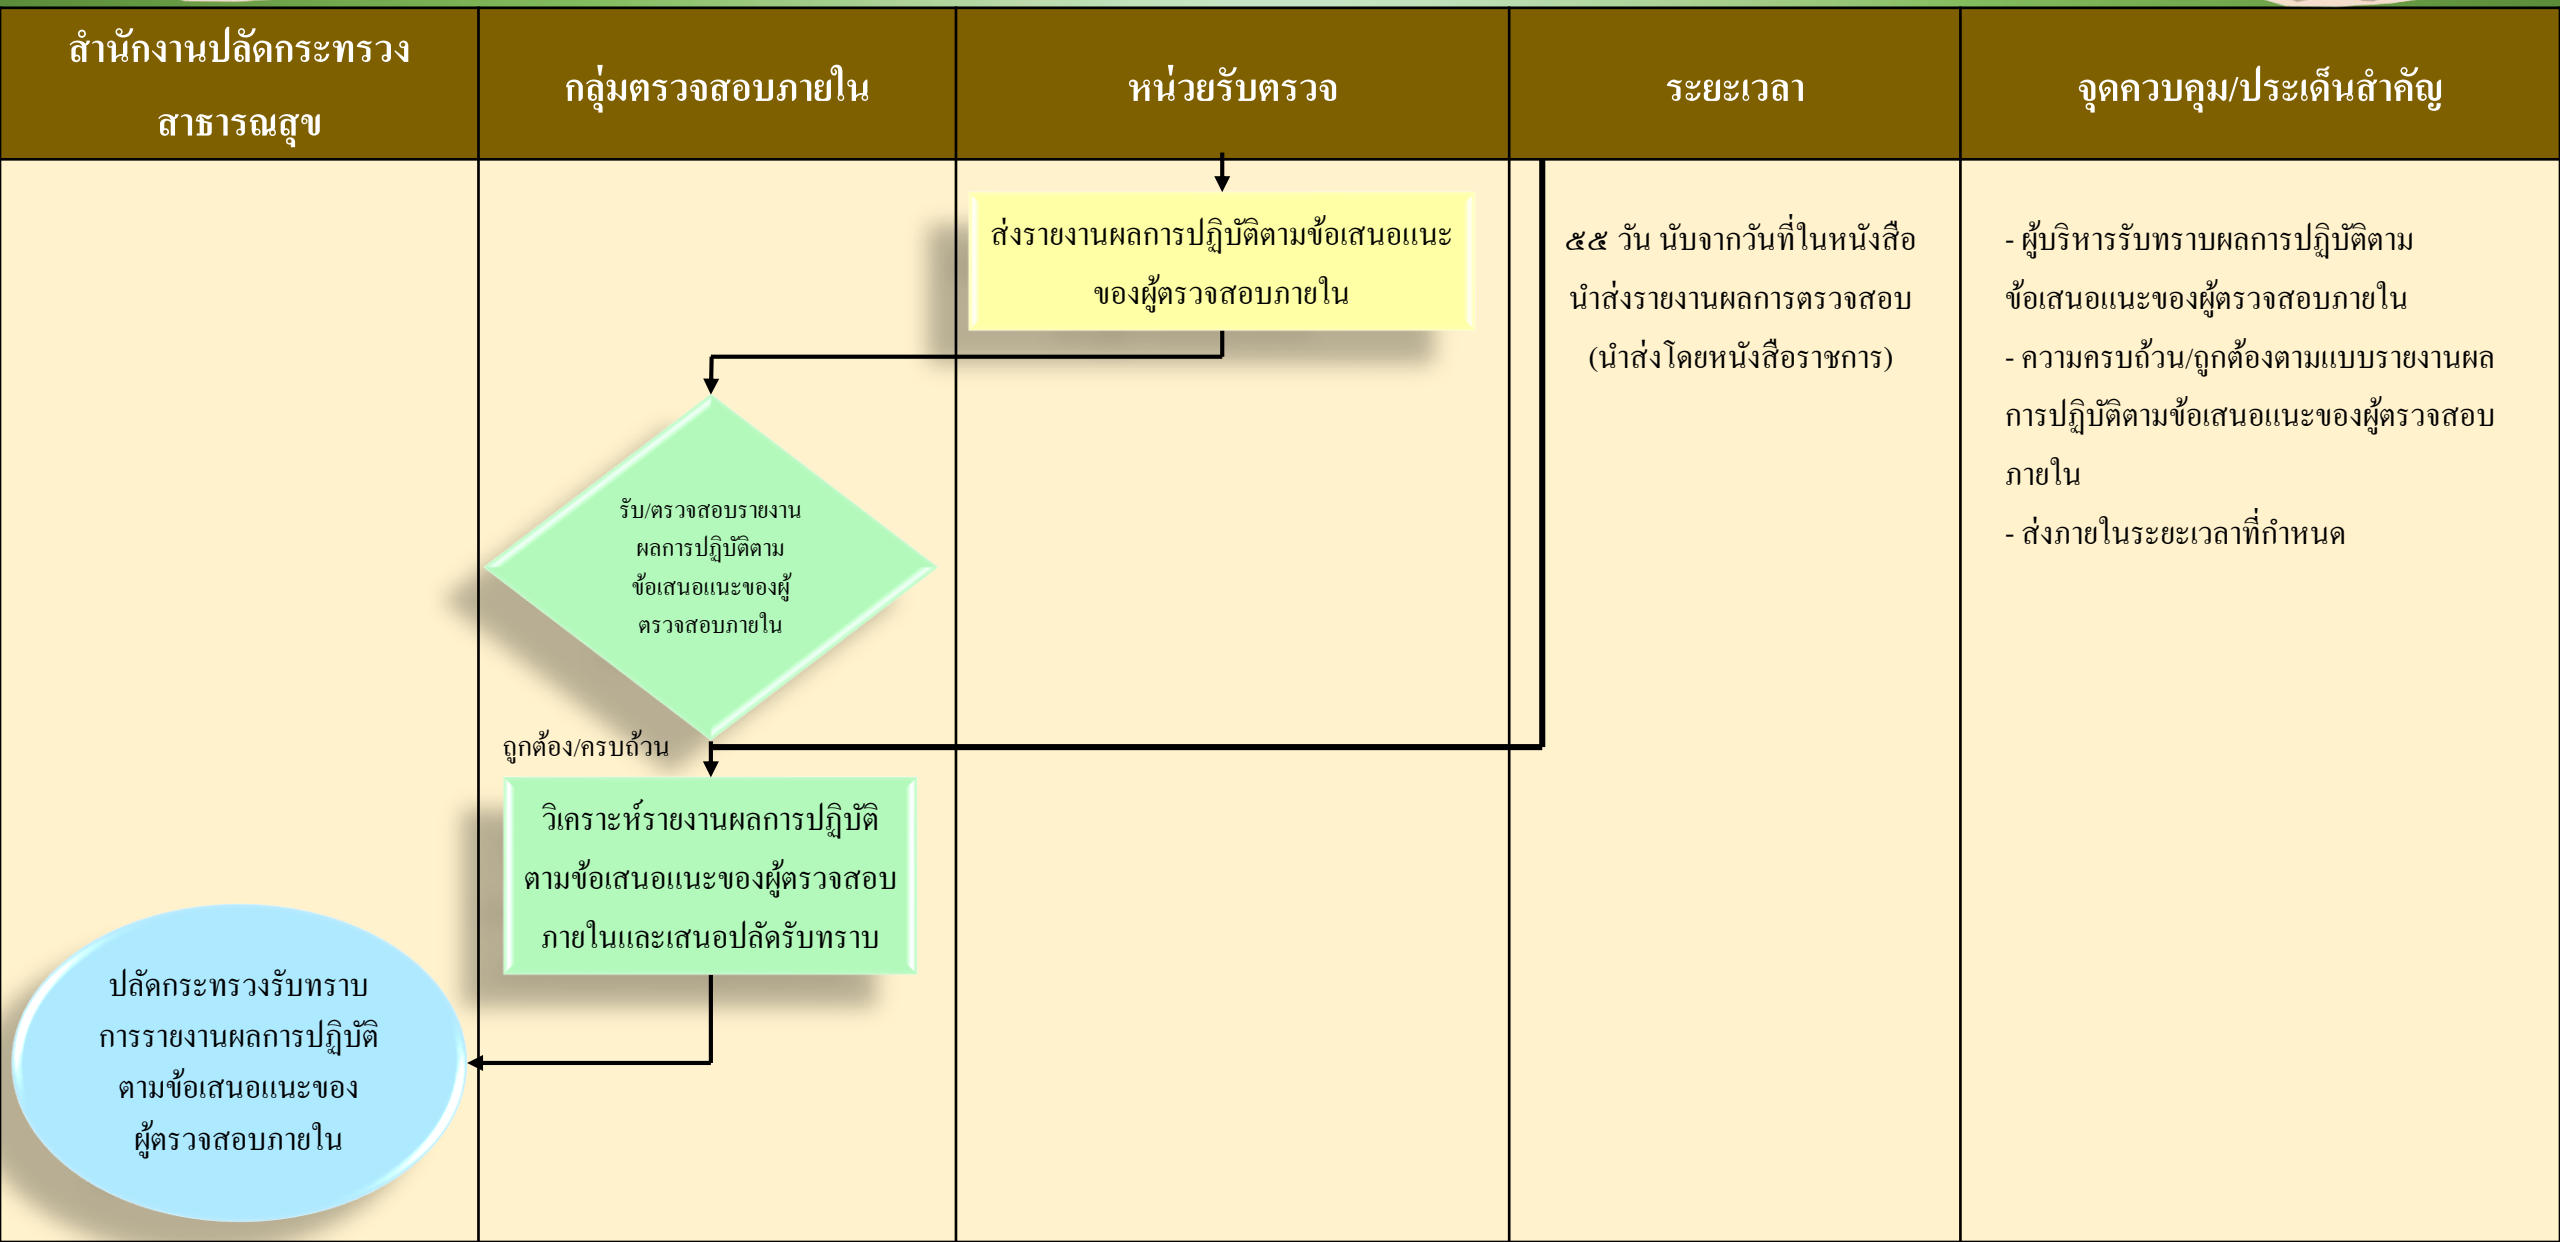 สำนักงานปลัดกระทรวง
สาธารณสุข
กลุ่มตรวจสอบภายใน
หน่วยรับตรวจ
ระยะเวลา
จุดควบคุม/ประเด็นสำคัญ
ส่งรายงานผลการปฏิบัติตามข้อเสนอแนะ
ของผู้ตรวจสอบภายใน
๕๕ วัน นับจากวันที่ในหนังสือ
นำส่งรายงานผลการตรวจสอบ
(นำส่งโดยหนังสือราชการ)
- ผู้บริหารรับทราบผลการปฏิบัติตาม
ข้อเสนอแนะของผู้ตรวจสอบภายใน
- ความครบถ้วน/ถูกต้องตามแบบรายงานผล
การปฏิบัติตามข้อเสนอแนะของผู้ตรวจสอบ
ภายใน
- ส่งภายในระยะเวลาที่กำหนด
รับ/ตรวจสอบรายงาน
ผลการปฏิบัติตาม
ข้อเสนอแนะของผู้
ตรวจสอบภายใน
ถูกต้อง/ครบถ้วน
วิเคราะห์รายงานผลการปฏิบัติ
ตามข้อเสนอแนะของผู้ตรวจสอบ
ภายในและเสนอปลัดรับทราบ
ปลัดกระทรวงรับทราบ
การรายงานผลการปฏิบัติ
ตามข้อเสนอแนะของ
ผู้ตรวจสอบภายใน